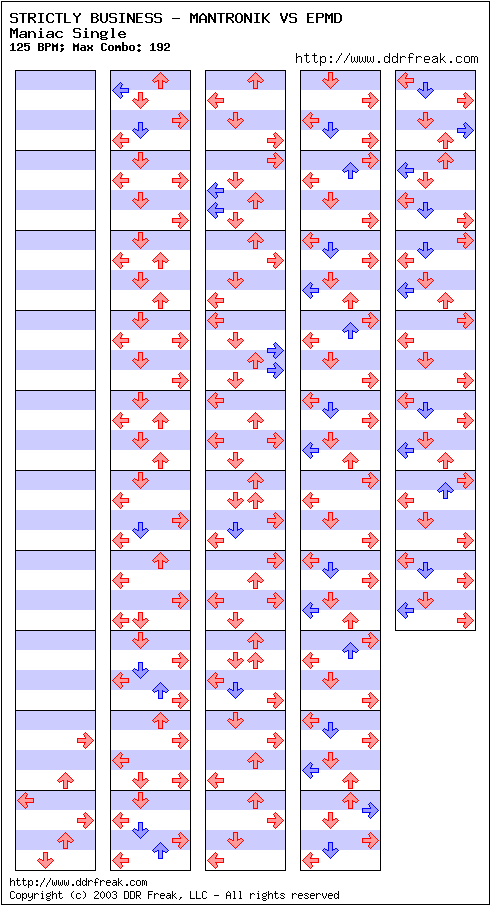 STRICTLY BUSINESS - MANTRONIK VS EPMD
Maniac Single
125 BPM; Max Combo: 192
http://www.ddrfreak.com
http://www.ddrfreak.com
Copyright (c) 2003 DDR Freak, LLC - All rights reserved